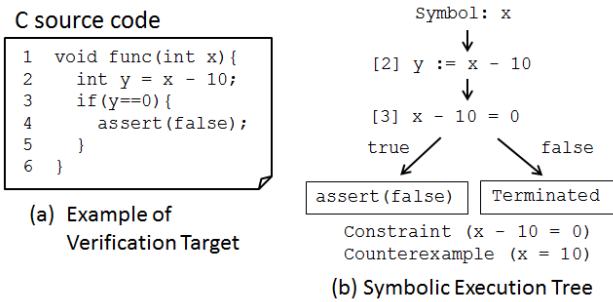 C source code
1 void func(int x){
2 int y = x - 10;
3 if(y==0){
4 assert(false);
5 }
6 }
(a) Example of
Verification Target
Symbol: x
[2] y := x - 10
[3] x - 10 = 0
true false
assert(false) Terminated
Constraint (x - 10 = 0)
Counterexample (x = 10)
(b) Symbolic Execution Tree